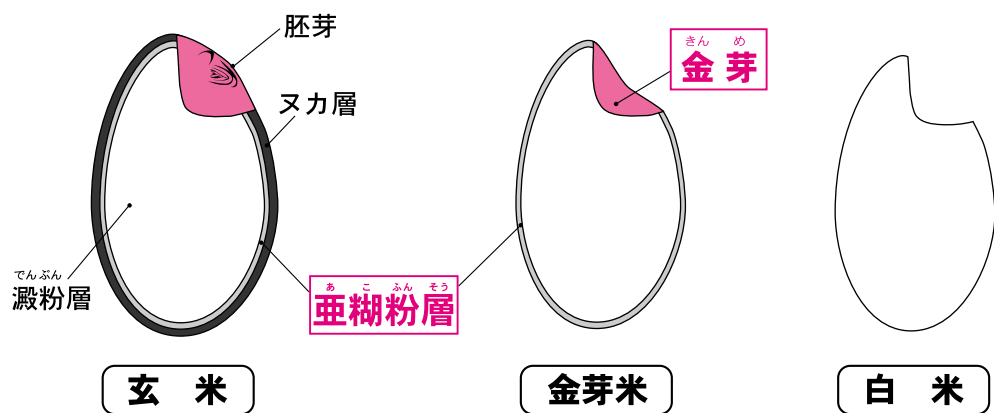 胚芽
ヌカ層
でんぷん
澱粉層
あこふんそう
亜糊粉層
きんめ
金芽
玄米
金芽米
白米